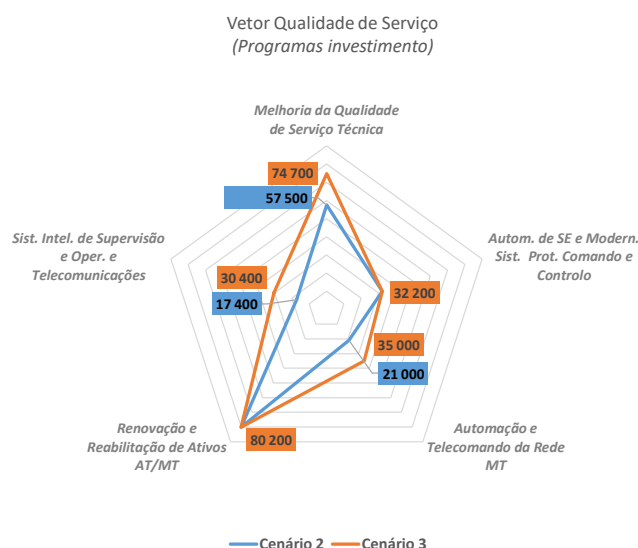 Vetor Qualidade de Serviço
(Programas investimento)
Melhoria da Qualidade
de Serviço Técnica
74 700
57 500
Sist. Intel. de Supervisão
e Oper. e
Telecomunicações
Autom. de SE e Modern.
Sist. Prot. Comando e
Controlo
30 400
17 400
32 200
35 000
21 000
Renovação e
Reabilitação de Ativos
AT/MT
80 200
Automação e
Telecomando da Rede
MT
Cenário 2
Cenário 3